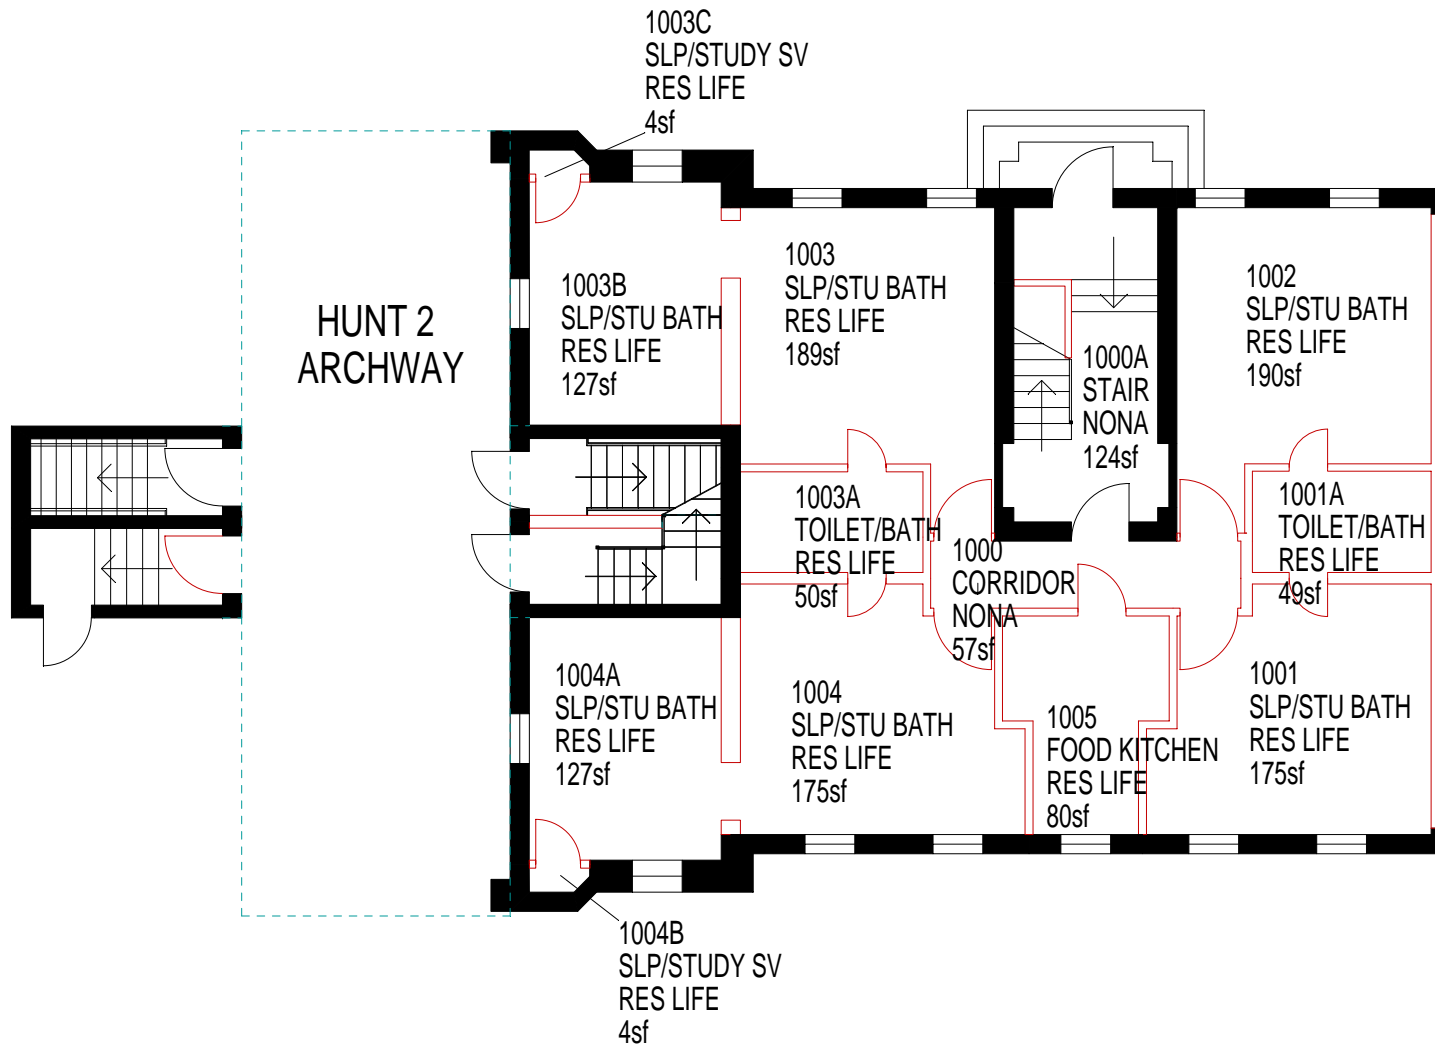 1003C
SLP/STUDY SV
RES LIFE
4sf
HUNT 2
ARCHWAY
1003B
SLP/STU BATH
RES LIFE
127sf
1003
SLP/STU BATH
RES LIFE
189sf
1000A
STAIR
NONA
124sf
1002
SLP/STU BATH
RES LIFE
190sf
1003A
TOILET/BATH
RES LIFE
50sf
1000
CORRIDOR
NONA
57sf
1001A
TOILET/BATH
RES LIFE
49sf
1004A
SLP/STU BATH
RES LIFE
127sf
1004
SLP/STU BATH
RES LIFE
175sf
1005
FOOD KITCHEN
RES LIFE
80sf
1001
SLP/STU BATH
RES LIFE
175sf
1004B
SLP/STUDY SV
RES LIFE
4sf